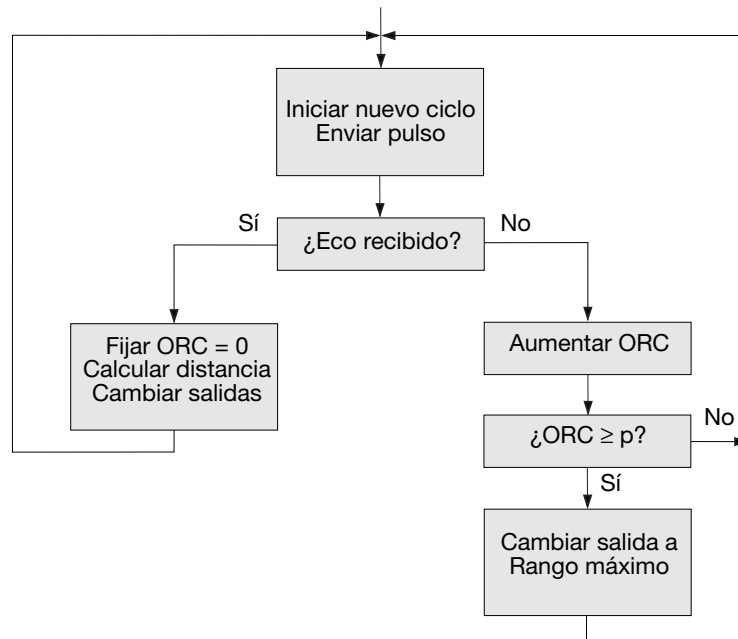 Iniciar nuevo ciclo
Enviar pulso
Sí
¿Eco recibido?
No
Fijar ORC = 0
Calcular distancia
Cambiar salidas
Aumentar ORC
¿ORC ≥ p?
No
Sí
Cambiar salida a
Rango máximo